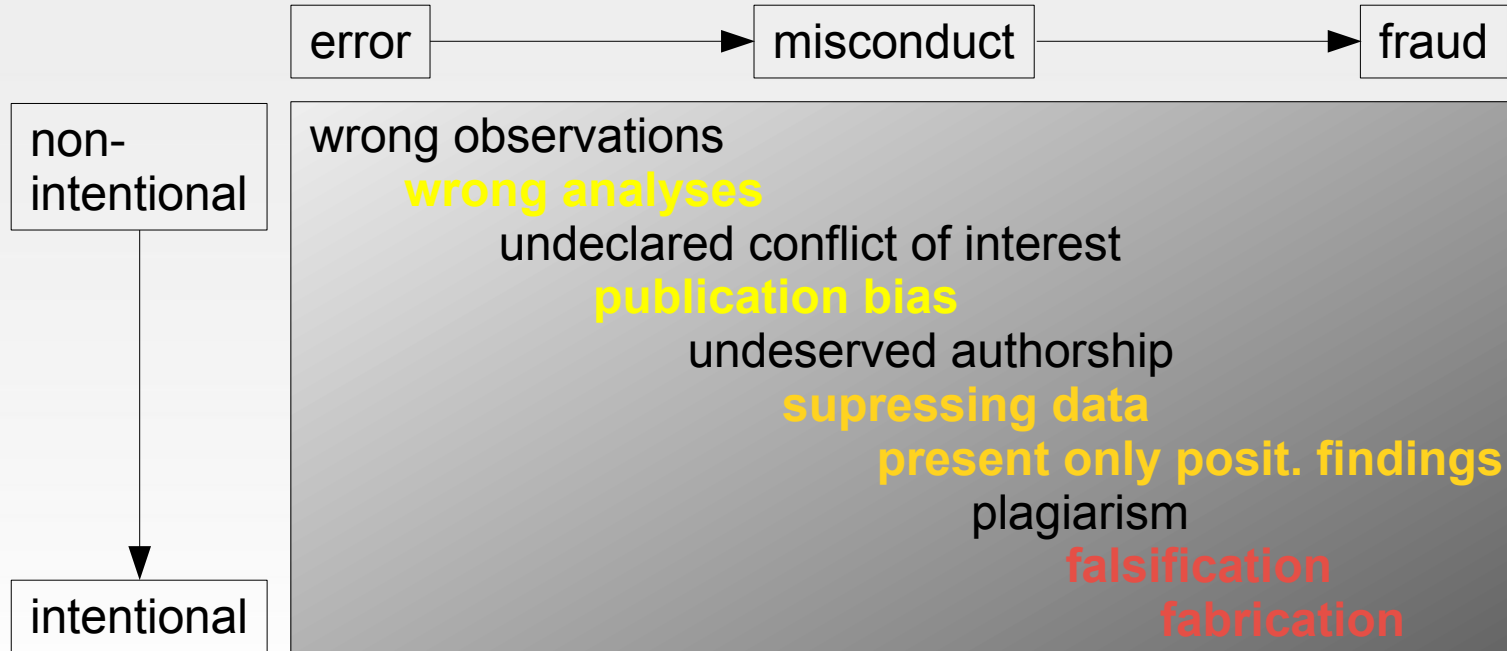 error misconduct fraud
non-
intentional
wrong observations
wrong analyses
undeclared conflict of interest
publication bias
undeserved authorship
supressing data
present only posit. findings
plagiarism
falsification
intentional
fabrication